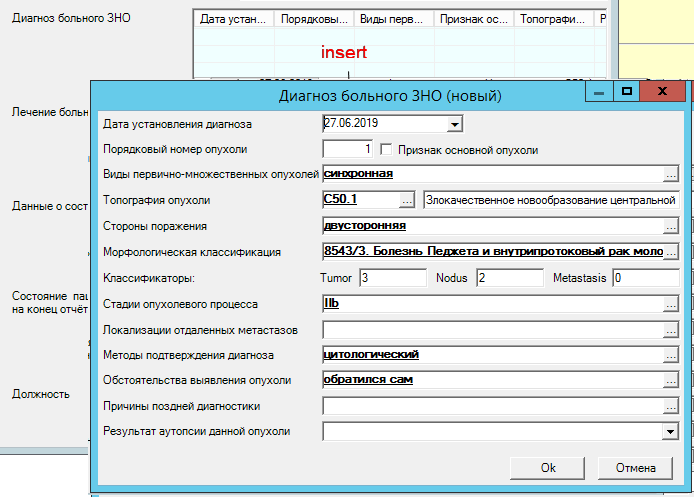 Диагноз больного ЗНО
Дата устан... Порядковы... Виды перв... Признак ос... Топографи...
insert
Диагноз больного ЗНО (новый)
Лечение больн
Дата установления диагноза 27.06.2019
Порядковый номер опухоли 1 Признак основной опухоли
Виды первично-множественных опухолей синхронная ...
Данные о сост
Топография опухоли С50.1 ... Злокачественное новообразование центральной
Стороны поражения двусторонняя ...
Морфологическая классификация 8543/3. Болезнь Педжета и внутрипротоковый рак моло ...
Классификаторы: Tumor 3 Nodus 2 Metastasis 0
Состояние пац
на конец отчёт
Стадии опухолевого процесса IIb ...
Локализации отдаленных метастазов ...
Методы подтверждения диагноза цитологический ...
Обстоятельства выявления опухоли обратился сам ...
Должность
Причины поздней диагностики ...
Результат аутопсии данной опухоли
Ok Отмена